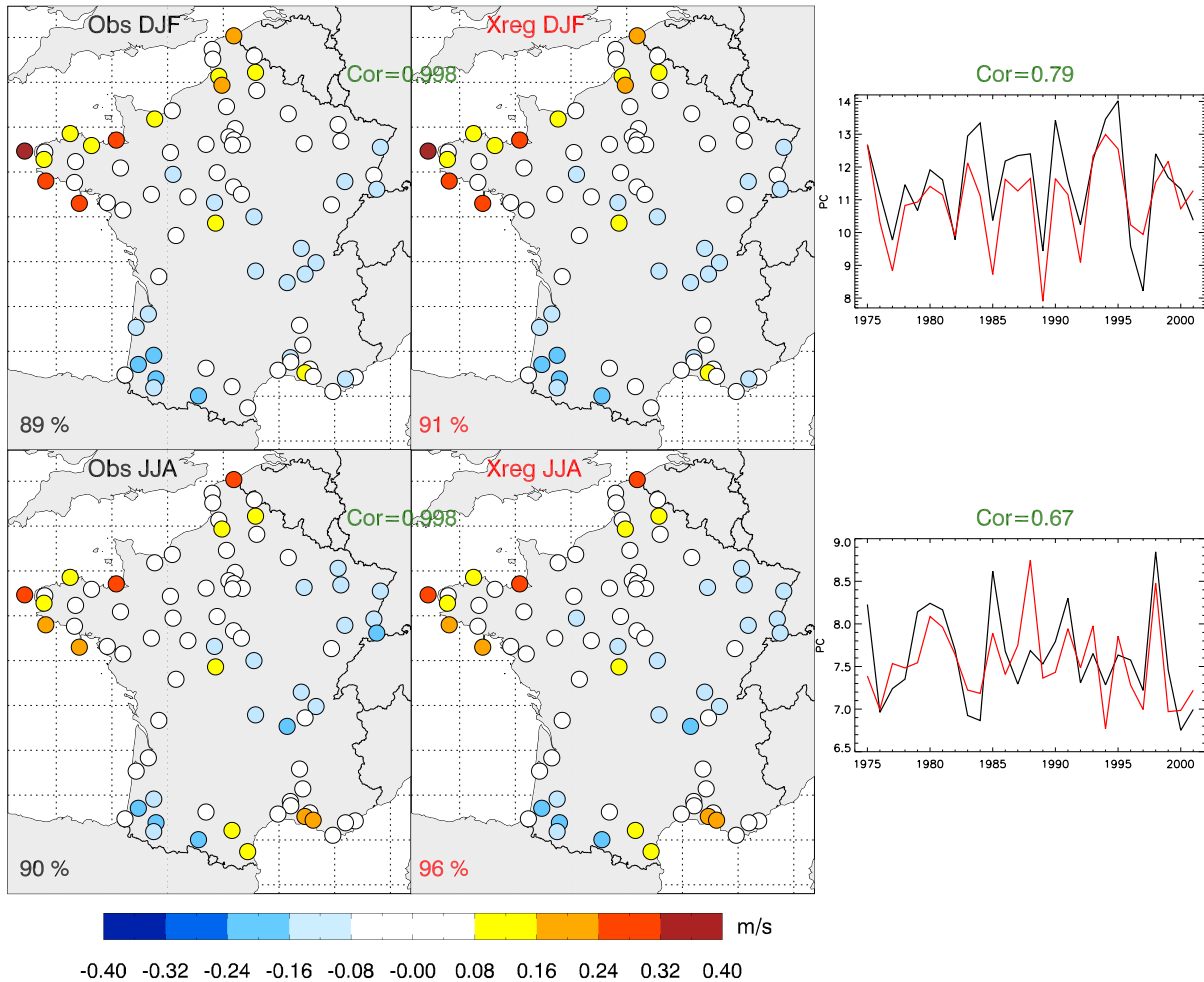 Obs DJF
Xreg DJF
Cor=0.998
Cor=0.79
14
13
12
11
10
9
8
PC
1975 1980 1985 1990 1995 2000
89 %
91 %
Obs JJA
Xreg JJA
Cor=0.998
Cor=0.67
9.0
8.5
8.0
7.5
7.0
6.5
PC
1975 1980 1985 1990 1995 2000
90 %
96 %
m/s
-0.40 -0.32 -0.24 -0.16 -0.08 -0.00 0.08 0.16 0.24 0.32 0.40